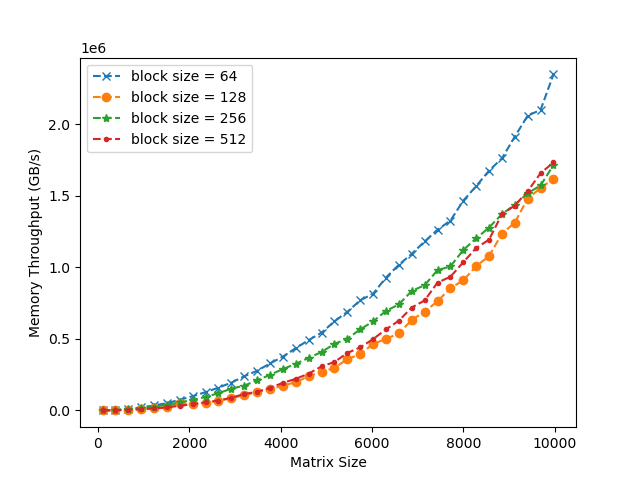 1e6
block size = 64
block size = 128
block size = 256
block size = 512
2.0
1.5
1.0
0.5
0.0
Memory Throughput (GB/s)
0 2000 4000 6000 8000 10000
Matrix Size